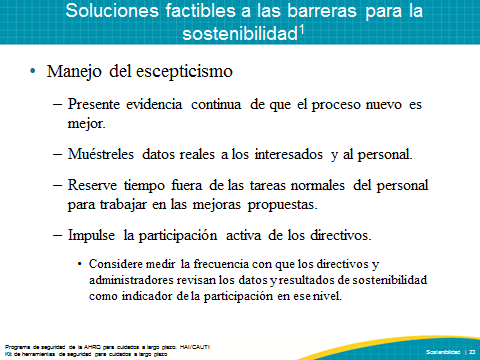 Soluciones factibles a las barreras para la
sostenibilidad1
• Manejo del escepticismo
– Presente evidencia continua de que el proceso nuevo es
mejor.
– Muéstreles datos reales a los interesados y al personal.
– Reserve tiempo fuera de las tareas normales del personal
para trabajar en las mejoras propuestas.
– Impulse la participación activa de los directivos.
• Considere medir la frecuencia con que los directivos y
administradores revisan los datos y resultados de sostenibilidad
como indicador de la participación en ese nivel.
Programa de seguridad de la AHRQ para cuidados a largo plazo: HAI/CAUTI
Kit de herramientas de seguridad para cuidados a largo plazo
Sostenibilidad | 23